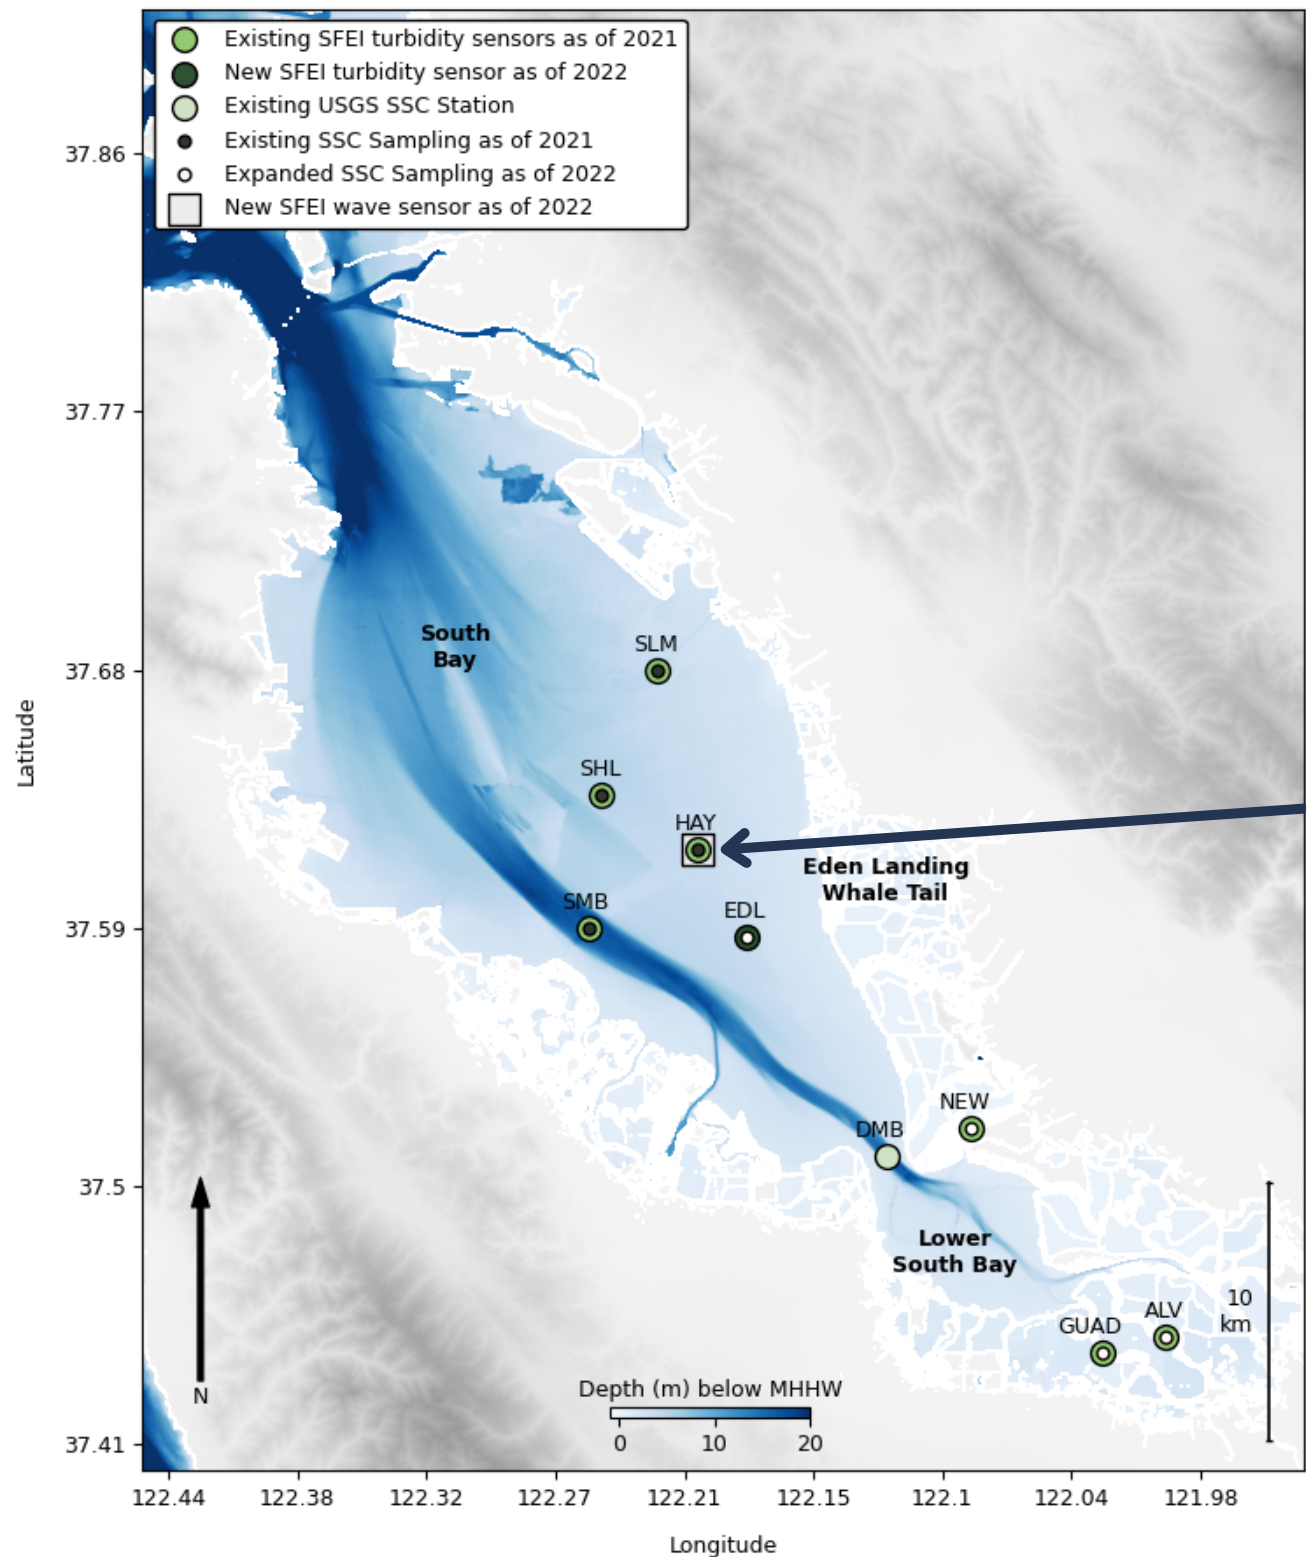 Existing SFEI turbidity sensors as of 2021
New SFEI turbidity sensor as of 2022
Existing USGS SSC Station
Existing SSC Sampling as of 2021
Expanded SSC Sampling as of 2022
New SFEI wave sensor as of 2022
37.86
37.77
37.68
37.59
37.5
37.41
Latitude
South
Bay
SLM
SHL
HAY
Eden Landing
Whale Tail
SMB
EDL
NEW
DMB
Lower
South Bay
10
km
GUAD
ALV
N
Depth (m) below MHHW
0
10
20
122.44
122.38
122.32
122.27
122.21
122.15
122.1
122.04
121.98
Longitude